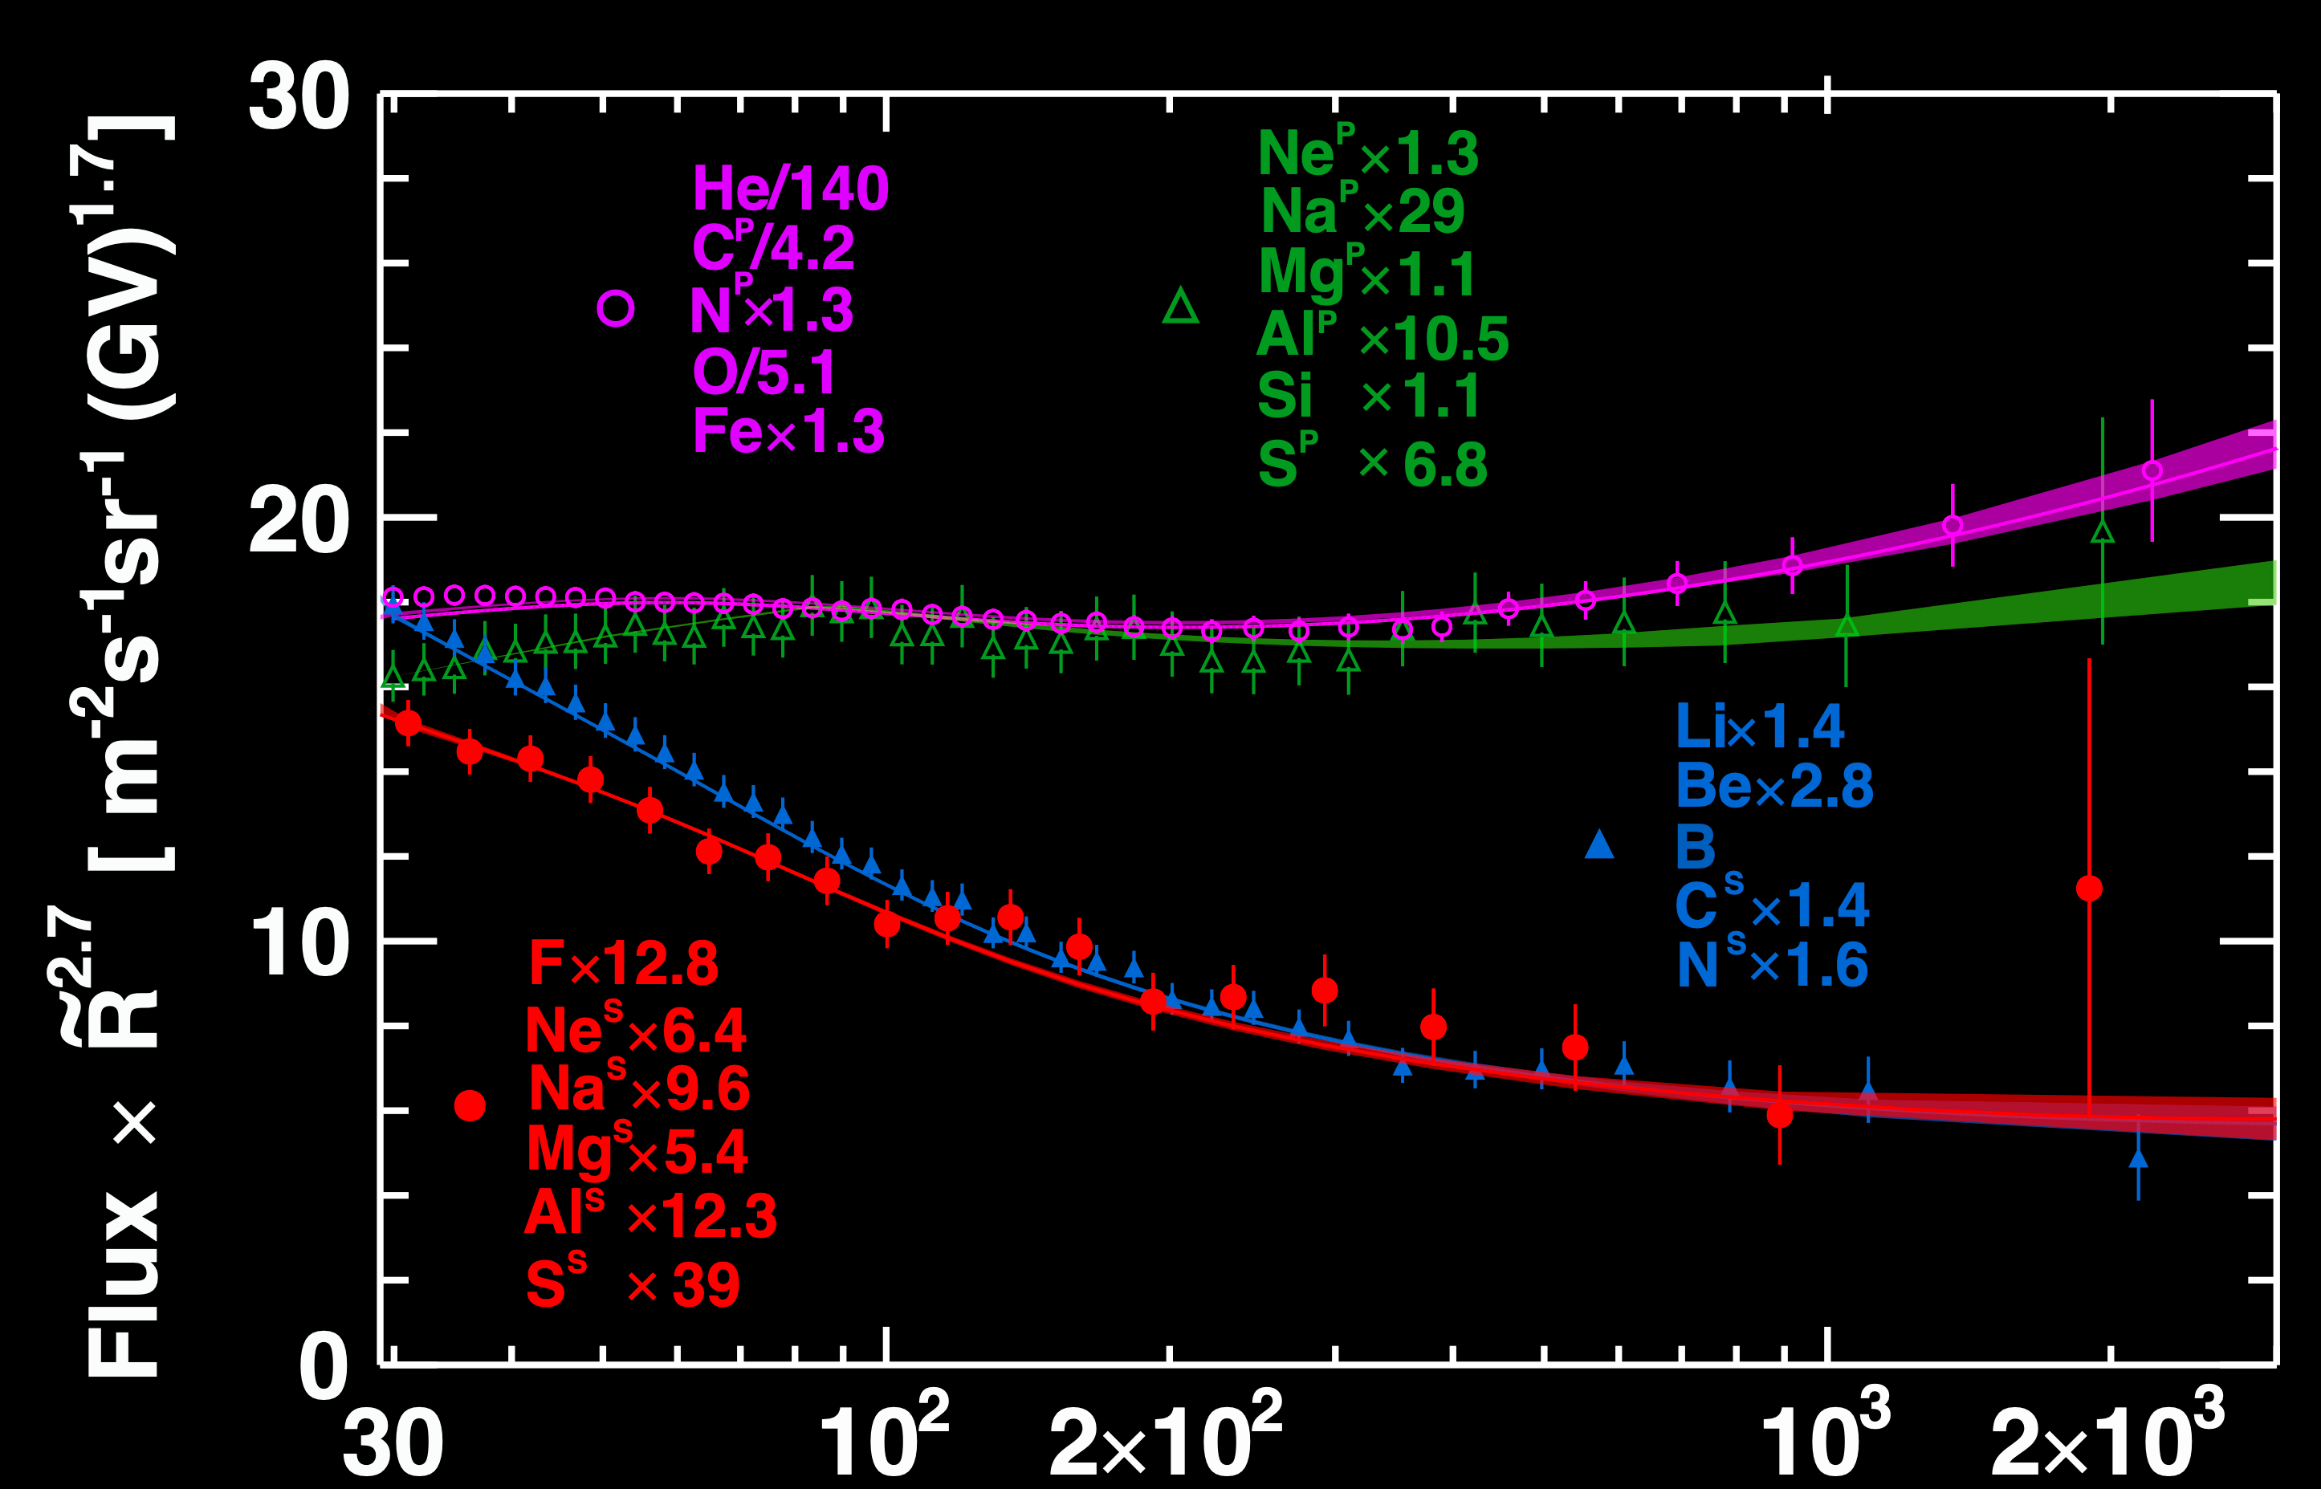 Flux × R̃^2.7 [ m^-2 s^-1 sr^-1 (GV)^1.7 ]
30
20
10
0
He/140
C^P/4.2
N^P×1.3
O/5.1
Fe×1.3
Ne^P×1.3
Na^P×29
Mg^P×1.1
Al^P×10.5
Si ×1.1
S^P × 6.8
Li×1.4
Be×2.8
B
C^S×1.4
N^S×1.6
F×12.8
Ne^S×6.4
Na^S×9.6
Mg^S×5.4
Al^S×12.3
S^S × 39
30
10^2
2×10^2
10^3
2×10^3